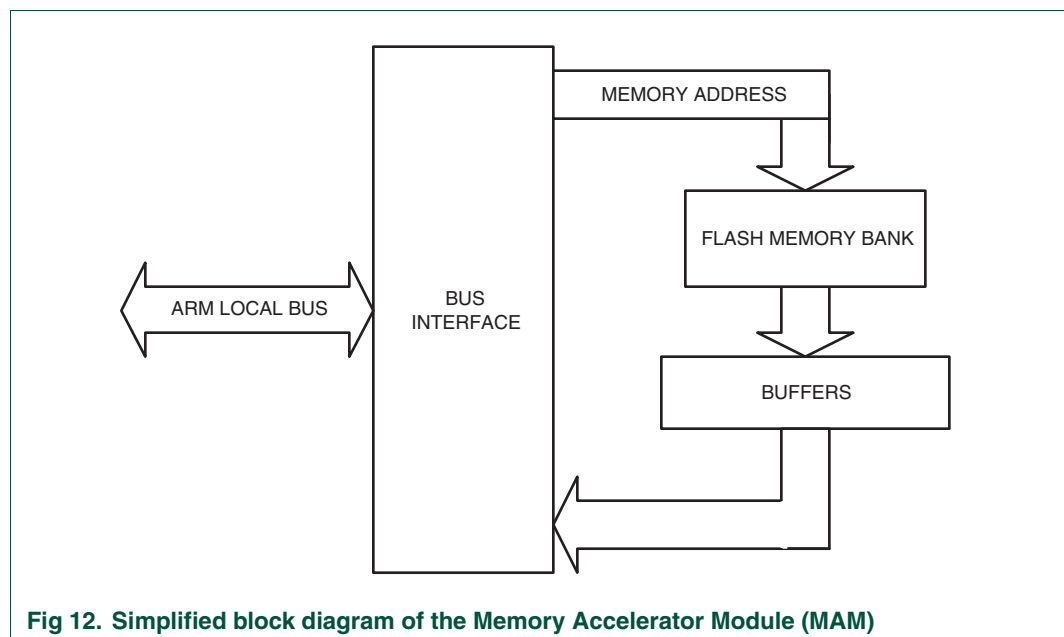 MEMORY ADDRESS
FLASH MEMORY BANK
ARM LOCAL BUS
BUS
INTERFACE
BUFFERS
Fig 12. Simplified block diagram of the Memory Accelerator Module (MAM)